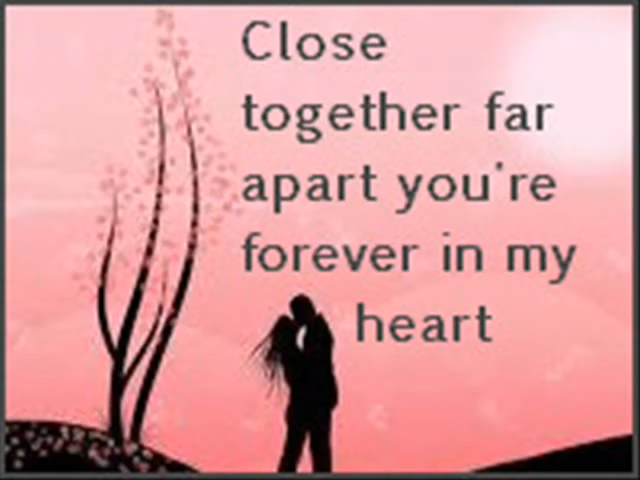 Close
together far
apart you're
forever in my
heart